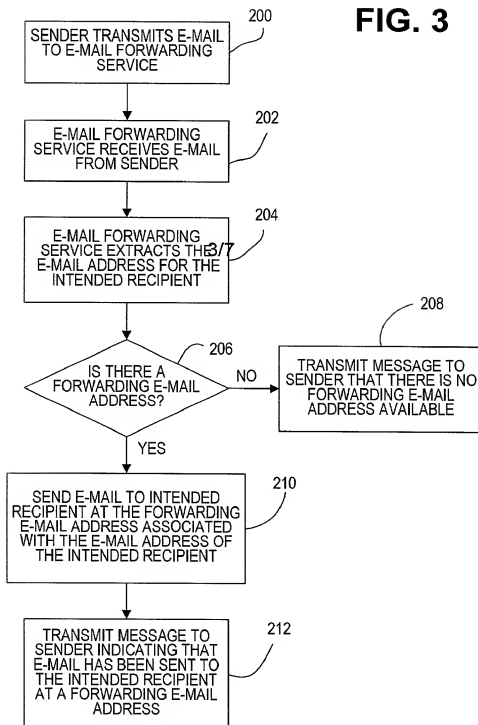 FIG. 3
200
SENDER TRANSMITS E-MAIL
TO E-MAIL FORWARDING
SERVICE
202
E-MAIL FORWARDING
SERVICE RECEIVES E-MAIL
FROM SENDER
204
E-MAIL FORWARDING
SERVICE EXTRACTS THE
3/7
E-MAIL ADDRESS FOR THE
INTENDED RECIPIENT
206
IS THERE A
FORWARDING E-MAIL
ADDRESS?
NO
208
TRANSMIT MESSAGE TO
SENDER THAT THERE IS NO
FORWARDING E-MAIL
ADDRESS AVAILABLE
YES
210
SEND E-MAIL TO INTENDED
RECIPIENT AT THE FORWARDING
E-MAIL ADDRESS ASSOCIATED
WITH THE E-MAIL ADDRESS OF
THE INTENDED RECIPIENT
212
TRANSMIT MESSAGE TO
SENDER INDICATING THAT
E-MAIL HAS BEEN SENT TO
THE INTENDED RECIPIENT
AT A FORWARDING E-MAIL
ADDRESS